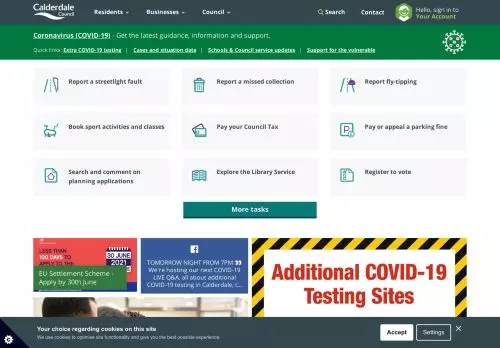 Calderdale
Council
Residents
Businesses
Council
Search
Contact
Hello, sign in to
Your Account
Coronavirus (COVID-19) - Get the latest guidance, information and support.
Quick links: Extra COVID-19 testing | Cases and situation data | Schools & Council service updates | Support for the vulnerable
Report a streetlight fault
Report a missed collection
Report fly-tipping
Book sport activities and classes
Pay your Council Tax
Pay or appeal a parking fine
Search and comment on
planning applications
Explore the Library Service
Register to vote
More tasks
LESS THAN
100 DAYS TO
APPLY TO THE
30 JUNE
2021
EU Settlement Scheme -
Apply by 30th June
TOMORROW NIGHT FROM 7PM
We're hosting our next COVID-19
LIVE Q&A, all about additional
COVID-19 testing in Calderdale, t...
Additional COVID-19
Testing Sites
Your choice regarding cookies on this site
We use cookies to optimise site functionality and give you the best possible experience.
Accept
Settings